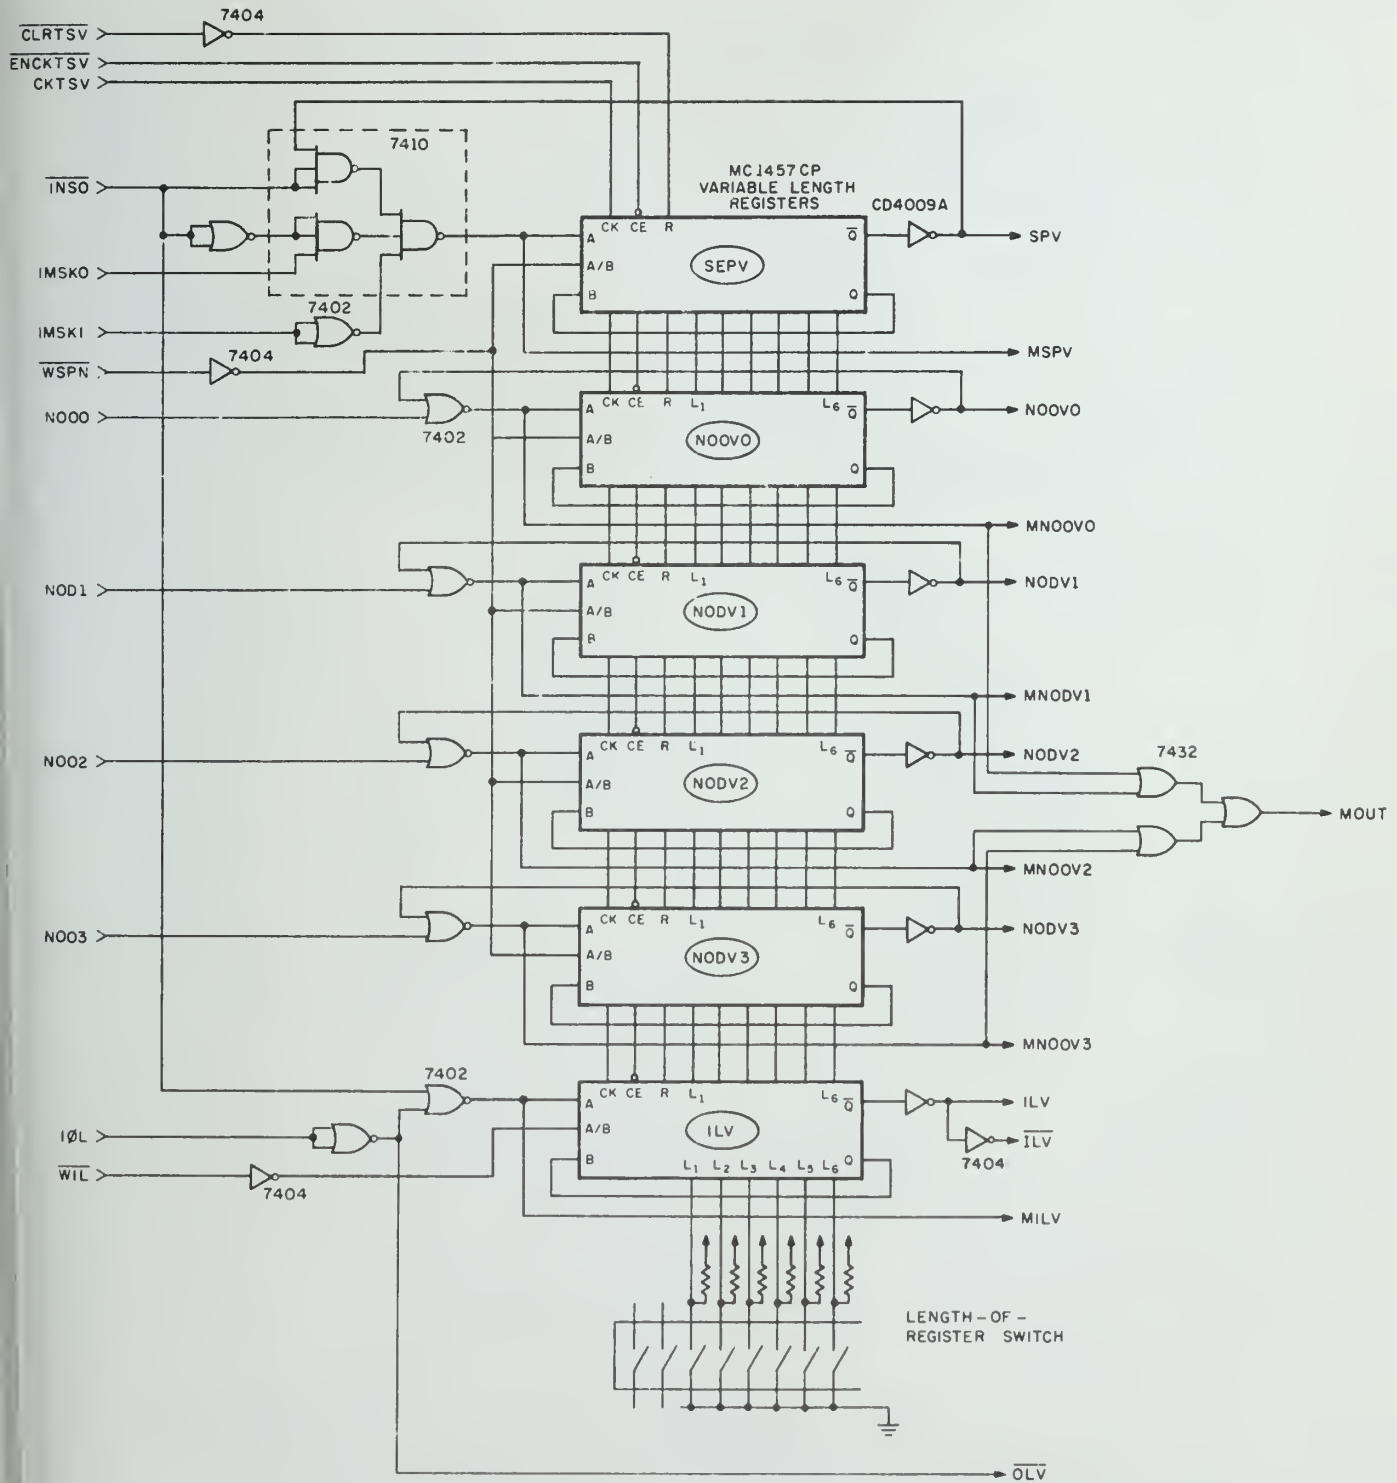 7404
CLRTSV
ENCKTSV
CKTSV
7410
MC1457CP
VARIABLE LENGTH
REGISTERS
CD4009A
INSO
CK CE R
A
Q
SPV
A/B
SEPV
IMSKO
B
Q
7402
IMSK1
MSPV
7404
WSPN
CK CE R L1 L6
A
Q
NOOVO
NOOO
7402
A/B
NOOVO
B
Q
MNOOVO
CK CE R L1 L6
A
Q
NODV1
NOD1
A/B
NODV1
B
Q
MNODV1
CK CE R L1 L6
A
Q
NODV2
7432
NOO2
A/B
NODV2
B
Q
MOUT
MNOOV2
CK CE R L1 L6
A
Q
NODV3
NOO3
A/B
NODV3
B
Q
MNOOV3
7402
CK CE R L1 L6
A
Q
ILV
IØL
A/B
ILV
ILV
B
L1 L2 L3 L4 L5 L6
Q
7404
WIL
7404
MILV
LENGTH-OF-
REGISTER SWITCH
OLV